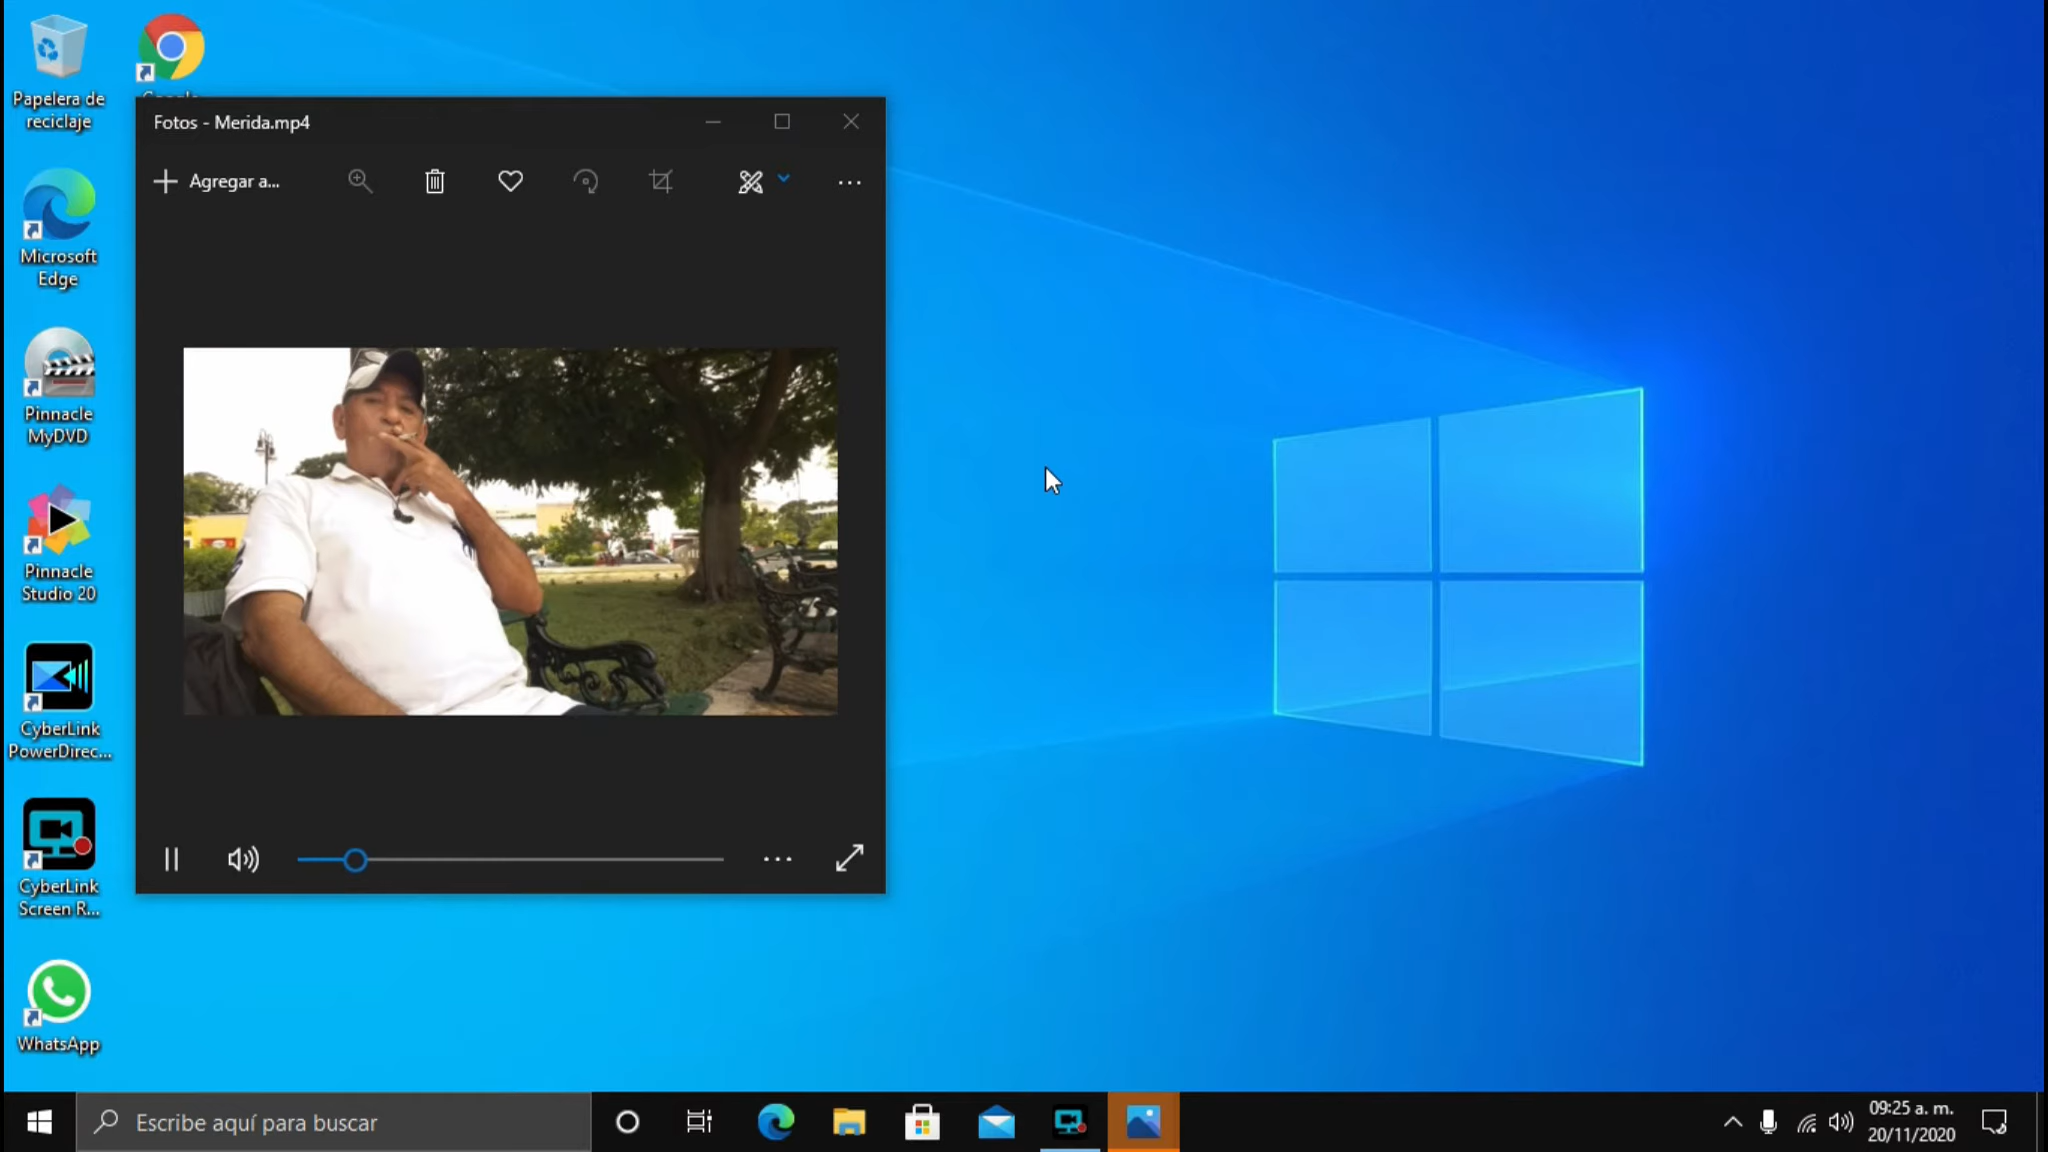 Papelera de
reciclaje
Fotos - Merida.mp4
Agregar a...
Microsoft
Edge
Pinnacle
MyDVD
Pinnacle
Studio 20
CyberLink
PowerDirec...
CyberLink
Screen R...
WhatsApp
Escribe aquí para buscar
09:25 a. m.
20/11/2020